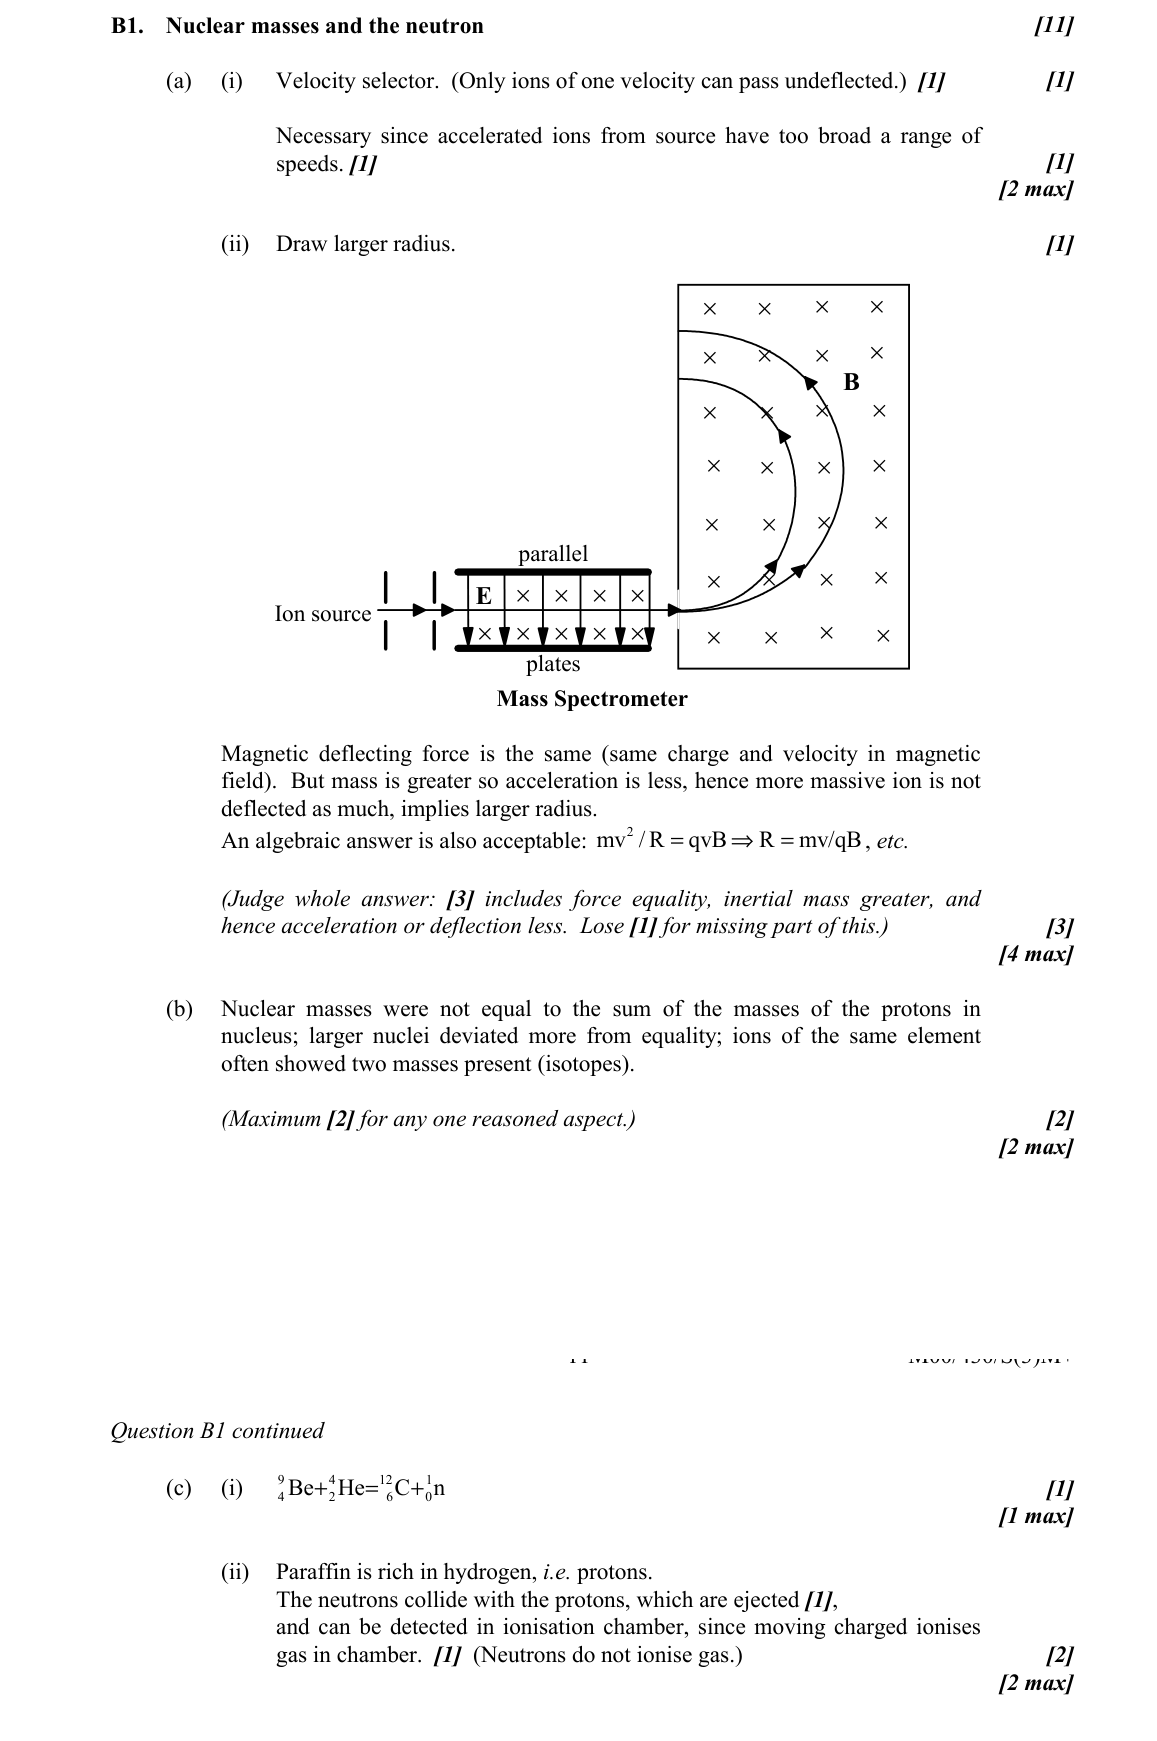 B1. Nuclear masses and the neutron [11]
(a) (i) Velocity selector. (Only ions of one velocity can pass undeflected.) [1] [1]
Necessary since accelerated ions from source have too broad a range of
speeds. [1] [1]
[2 max]
(ii) Draw larger radius. [1]
B
parallel
E
Ion source
plates
Mass Spectrometer
Magnetic deflecting force is the same (same charge and velocity in magnetic
field). But mass is greater so acceleration is less, hence more massive ion is not
deflected as much, implies larger radius.
An algebraic answer is also acceptable: mv² / R = qvB ⇒ R = mv/qB, etc.
(Judge whole answer: [3] includes force equality, inertial mass greater, and
hence acceleration or deflection less. Lose [1] for missing part of this.) [3]
[4 max]
(b) Nuclear masses were not equal to the sum of the masses of the protons in
nucleus; larger nuclei deviated more from equality; ions of the same element
often showed two masses present (isotopes).
(Maximum [2] for any one reasoned aspect.) [2]
[2 max]
Question B1 continued
(c) (i) ⁹₄Be+⁴₂He=¹²₆C+¹₀n [1]
[1 max]
(ii) Paraffin is rich in hydrogen, i.e. protons.
The neutrons collide with the protons, which are ejected [1],
and can be detected in ionisation chamber, since moving charged ionises
gas in chamber. [1] (Neutrons do not ionise gas.) [2]
[2 max]